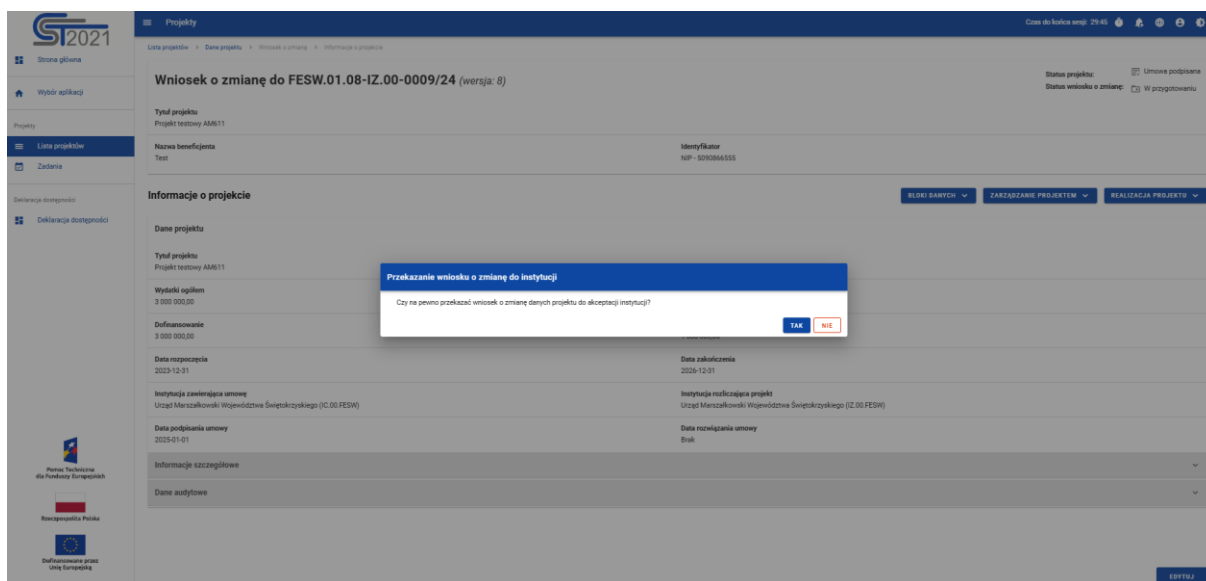 CST2021
Strona główna
Wybór aplikacji
Projekty
Lista projektów
Zadania
Deklaracja dostępności
Deklaracja dostępności
Pomoc Techniczna
dla Funduszy Europejskich
Rzeczpospolita Polska
Dofinansowane przez
Unię Europejską
Projekty
Czas do końca sesji: 29:45
Lista projektów
Dane projektu
Wniosek o zmianę
Informacje o projekcie
Wniosek o zmianę do FESW.01.08-IZ.00-0009/24 (wersja: 8)
Status projektu: Umowa podpisana
Status wniosku o zmianę: W przygotowaniu
Tytuł projektu
Projekt testowy AM611
Nazwa beneficjenta
Test
Identyfikator
NIP - 5090866555
Informacje o projekcie
BLOKI DANYCH
ZARZĄDZANIE PROJEKTEM
REALIZACJA PROJEKTU
Dane projektu
Tytuł projektu
Projekt testowy AM611
Wydatki ogółem
3 000 000,00
Dofinansowanie
3 000 000,00
Przekazanie wniosku o zmianę do instytucji
Czy na pewno przekazać wniosek o zmianę danych projektu do akceptacji instytucji?
TAK
NIE
Data rozpoczęcia
2023-12-31
Data zakończenia
2026-12-31
Instytucja zawierająca umowę
Urząd Marszałkowski Województwa Świętokrzyskiego (IC.00.FESW)
Instytucja rozliczająca projekt
Urząd Marszałkowski Województwa Świętokrzyskiego (IZ.00.FESW)
Data podpisania umowy
2025-01-01
Data rozwiązania umowy
Brak
Informacje szczegółowe
Dane audytowe
EDYTUJ